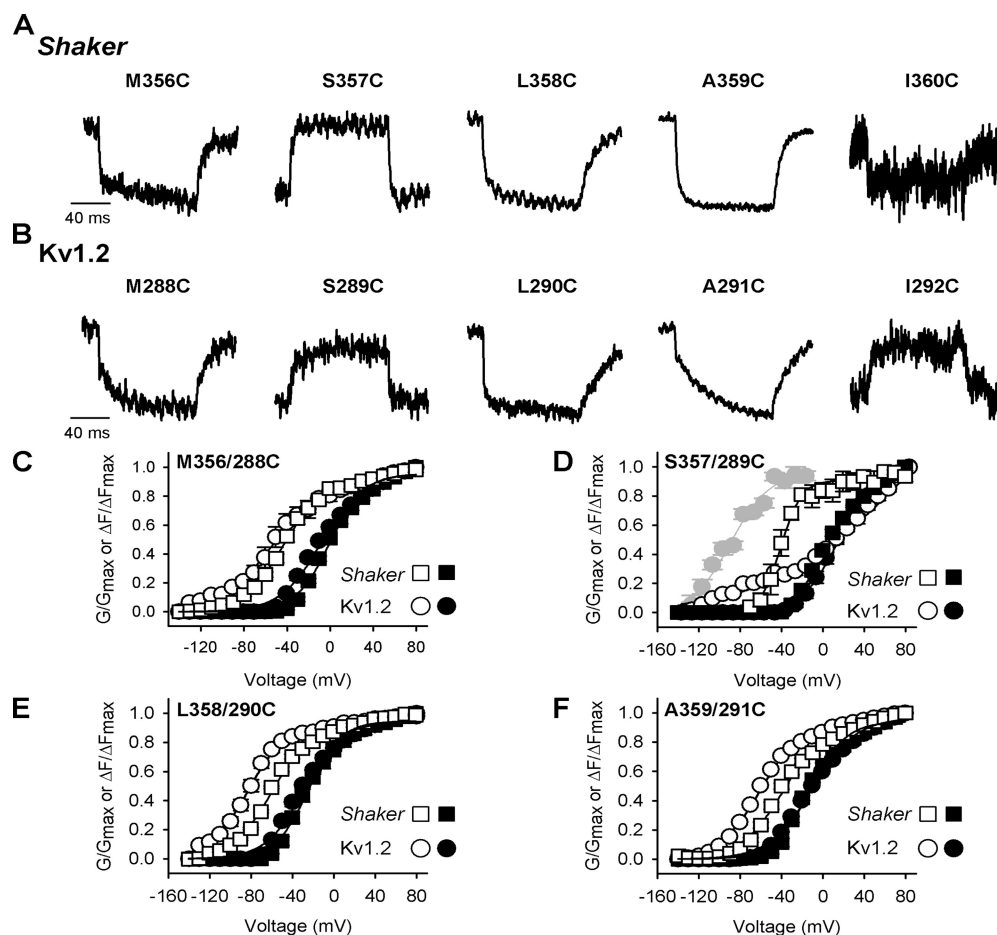 A
Shaker
M356C S357C L358C A359C I360C
40 ms
B
Kv1.2
M288C S289C L290C A291C I292C
40 ms
C
M356/288C
G/Gmax or ΔF/ΔFmax
1.0
0.8
0.6
0.4
0.2
0.0
Shaker
Kv1.2
-120 -80 -40 0 40 80
Voltage (mV)
D
S357/289C
G/Gmax or ΔF/ΔFmax
1.0
0.8
0.6
0.4
0.2
0.0
Shaker
Kv1.2
-160 -120 -80 -40 0 40 80
Voltage (mV)
E
L358/290C
G/Gmax or ΔF/ΔFmax
1.0
0.8
0.6
0.4
0.2
0.0
Shaker
Kv1.2
-160 -120 -80 -40 0 40 80
Voltage (mV)
F
A359/291C
G/Gmax or ΔF/ΔFmax
1.0
0.8
0.6
0.4
0.2
0.0
Shaker
Kv1.2
-160 -120 -80 -40 0 40 80
Voltage (mV)